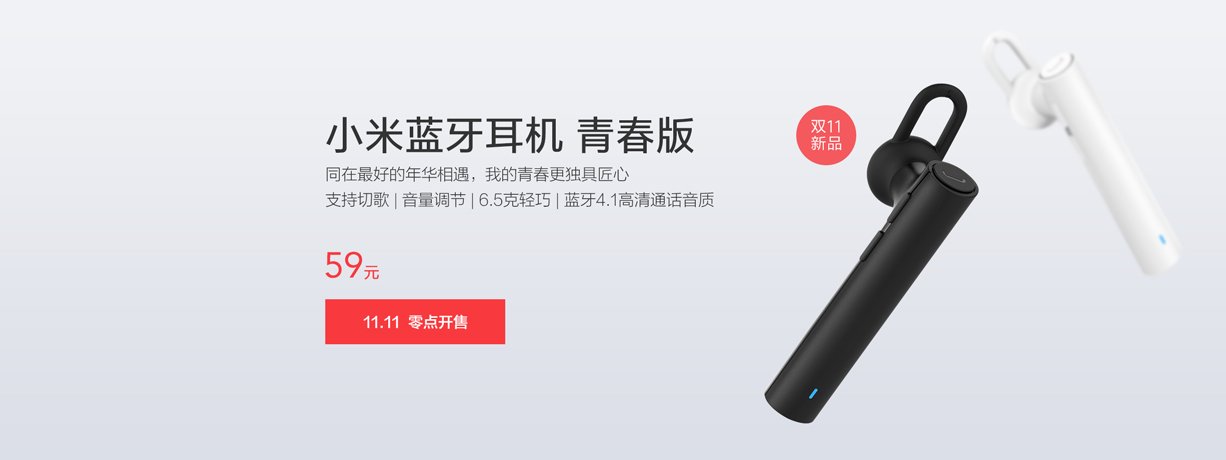 小米蓝牙耳机 青春版
同在最好的年华相遇，我的青春更独具匠心
支持切歌 | 音量调节 | 6.5克轻巧 | 蓝牙4.1高清通话音质
59元
11.11 零点开售
双11
新品